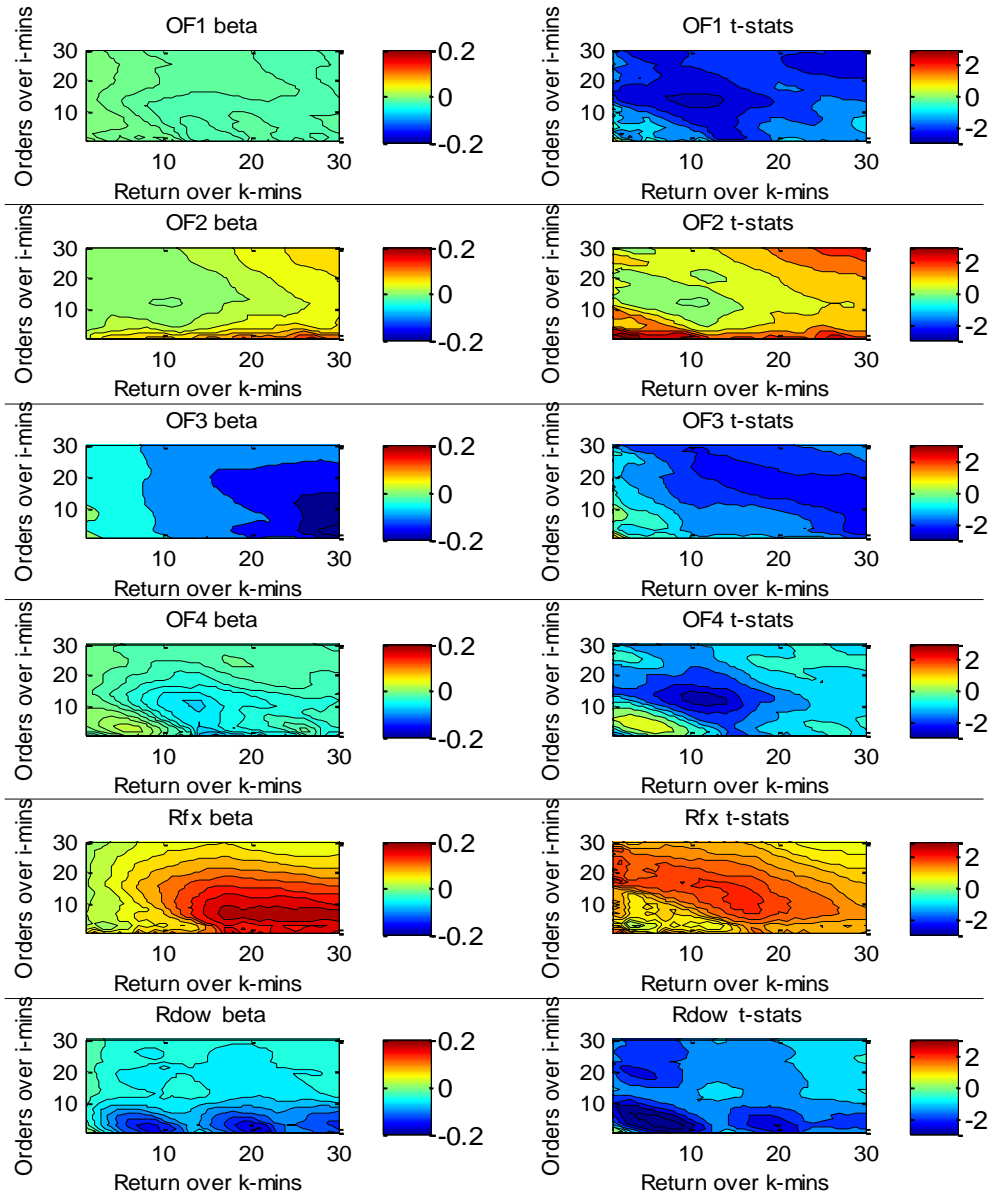 OF1 beta OF1 t-stats
Orders over i-mins 30 20 10 10 20 30 0.2 0 -0.2 Return over k-mins
Orders over i-mins 30 20 10 10 20 30 2 0 -2 Return over k-mins
OF2 beta OF2 t-stats
Orders over i-mins 30 20 10 10 20 30 0.2 0 -0.2 Return over k-mins
Orders over i-mins 30 20 10 10 20 30 2 0 -2 Return over k-mins
OF3 beta OF3 t-stats
Orders over i-mins 30 20 10 10 20 30 0.2 0 -0.2 Return over k-mins
Orders over i-mins 30 20 10 10 20 30 2 0 -2 Return over k-mins
OF4 beta OF4 t-stats
Orders over i-mins 30 20 10 10 20 30 0.2 0 -0.2 Return over k-mins
Orders over i-mins 30 20 10 10 20 30 2 0 -2 Return over k-mins
Rfx beta Rfx t-stats
Orders over i-mins 30 20 10 10 20 30 0.2 0 -0.2 Return over k-mins
Orders over i-mins 30 20 10 10 20 30 2 0 -2 Return over k-mins
Rdow beta Rdow t-stats
Orders over i-mins 30 20 10 10 20 30 0.2 0 -0.2 Return over k-mins
Orders over i-mins 30 20 10 10 20 30 2 0 -2 Return over k-mins